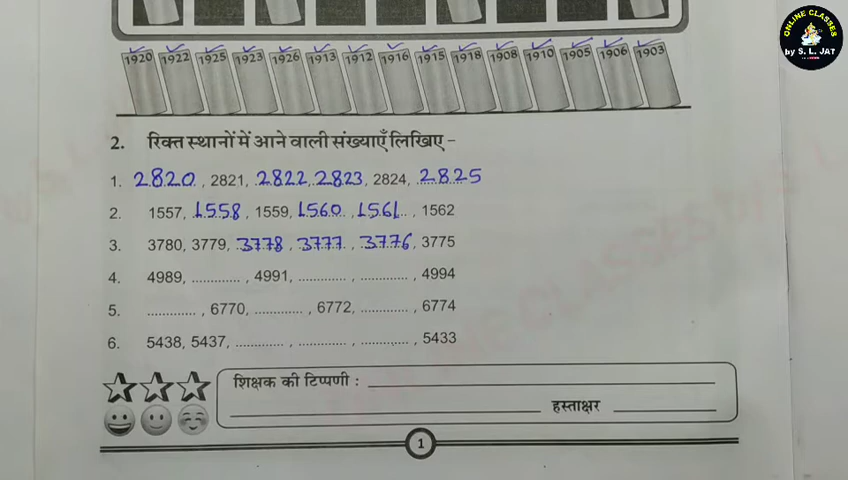 ONLINE CLASSES
by S. L. JAT
1920 1922 1925 1923 1926 1913 1912 1916 1915 1918 1908 1910 1905 1906 1903
2. रिक्त स्थानों में आने वाली संख्याएँ लिखिए -
1. 2820, 2821, 2822, 2823, 2824, 2825
2. 1557, 1558, 1559, 1560, 1561, 1562
3. 3780, 3779, 3778, 3777, 3776, 3775
4. 4989, ............, 4991, ............, ............, 4994
5. ............, 6770, ............, 6772, ............, 6774
6. 5438, 5437, ............, ............, ............, 5433
शिक्षक की टिप्पणी :
हस्ताक्षर
1